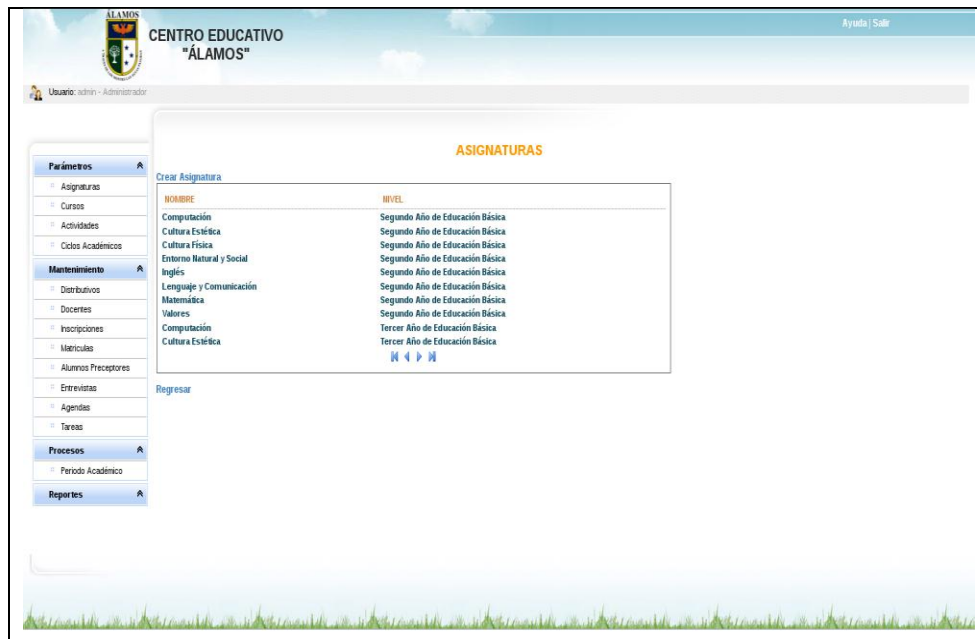 ÁLAMOS
CENTRO EDUCATIVO
"ÁLAMOS"
Ayuda | Salir
Usuario: admin - Administrador
ASIGNATURAS
Parámetros
Asignaturas
Cursos
Actividades
Ciclos Académicos
Mantenimiento
Distributivos
Docentes
Inscripciones
Matriculas
Alumnos Preceptores
Entrevistas
Agendas
Tareas
Procesos
Periodo Académico
Reportes
Crear Asignatura
NOMBRE NIVEL
Computación Segundo Año de Educación Básica
Cultura Estética Segundo Año de Educación Básica
Cultura Física Segundo Año de Educación Básica
Entorno Natural y Social Segundo Año de Educación Básica
Inglés Segundo Año de Educación Básica
Lenguaje y Comunicación Segundo Año de Educación Básica
Matemática Segundo Año de Educación Básica
Valores Segundo Año de Educación Básica
Computación Tercer Año de Educación Básica
Cultura Estética Tercer Año de Educación Básica
Regresar